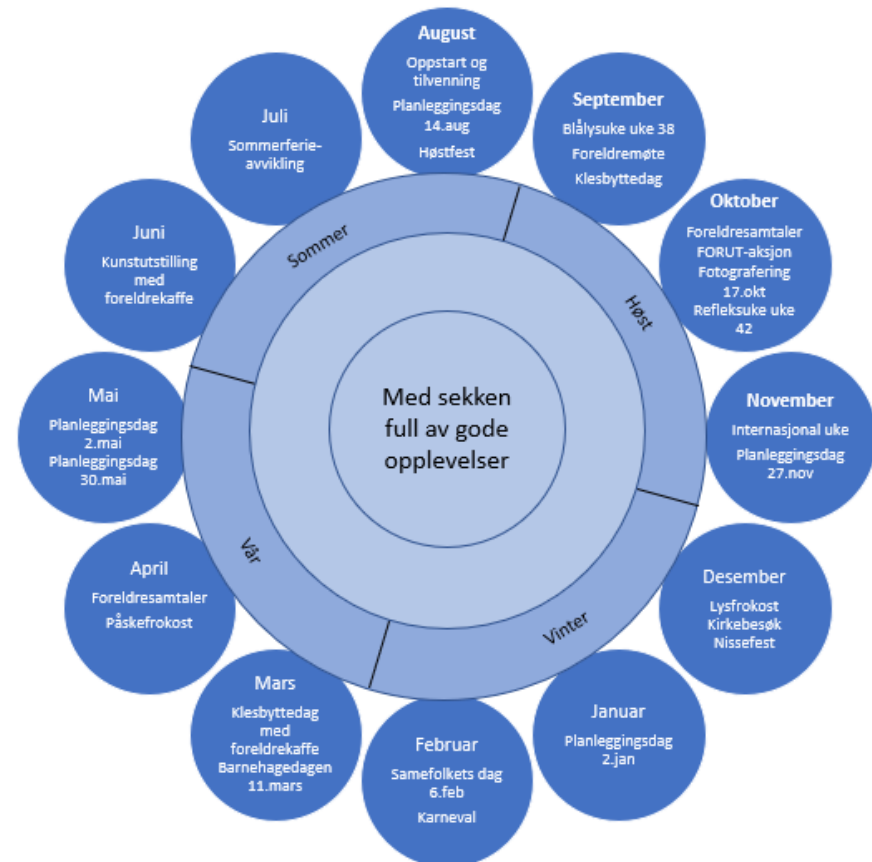 August
Oppstart og
tilvenning
Planleggingsdag
14.aug
Høstfest
September
Blålysuke uke 38
Foreldremøte
Klesbyttedag
Oktober
Foreldresamtaler
FORUT-aksjon
Fotografering
17.okt
Refleksuke uke
42
November
Internasjonal uke
Planleggingsdag
27.nov
Desember
Lysfrokost
Kirkebesøk
Nissefest
Januar
Planleggingsdag
2.jan
Februar
Samefolkets dag
6.feb
Karneval
Mars
Klesbyttedag
med
foreldrekaffe
Barnehagedagen
11.mars
April
Foreldresamtaler
Påskefrokost
Mai
Planleggingsdag
2.mai
Planleggingsdag
30.mai
Juni
Kunstutstilling
med
foreldrekaffe
Juli
Sommerferie-
avvikling
Sommer
Høst
Vinter
Vår
Med sekken
full av gode
opplevelser